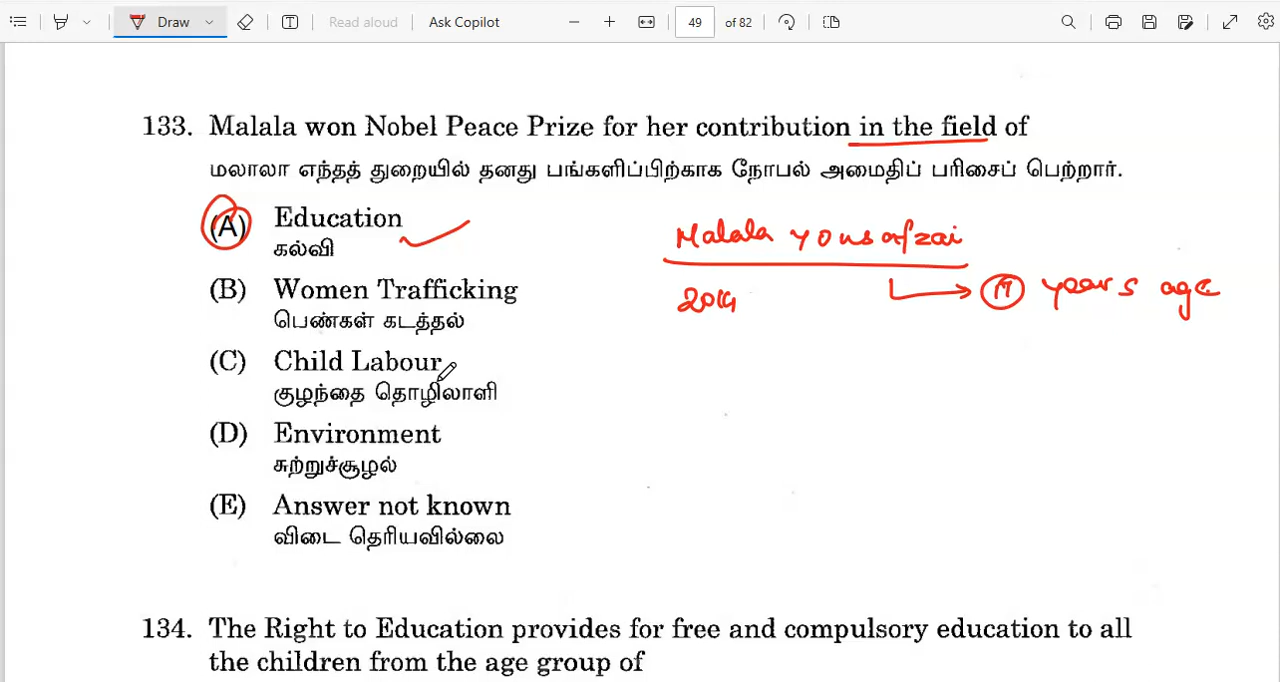 Draw
Read aloud
Ask Copilot
49 of 82
133. Malala won Nobel Peace Prize for her contribution in the field of
மலாலா எந்தத் துறையில் தனது பங்களிப்பிற்காக நோபல் அமைதிப் பரிசைப் பெற்றார்.
(A) Education
கல்வி
Malala yousafzai
(B) Women Trafficking
பெண்கள் கடத்தல்
2014
17 years age
(C) Child Labour
குழந்தை தொழிலாளி
(D) Environment
சுற்றுச்சூழல்
(E) Answer not known
விடை தெரியவில்லை
134. The Right to Education provides for free and compulsory education to all
the children from the age group of